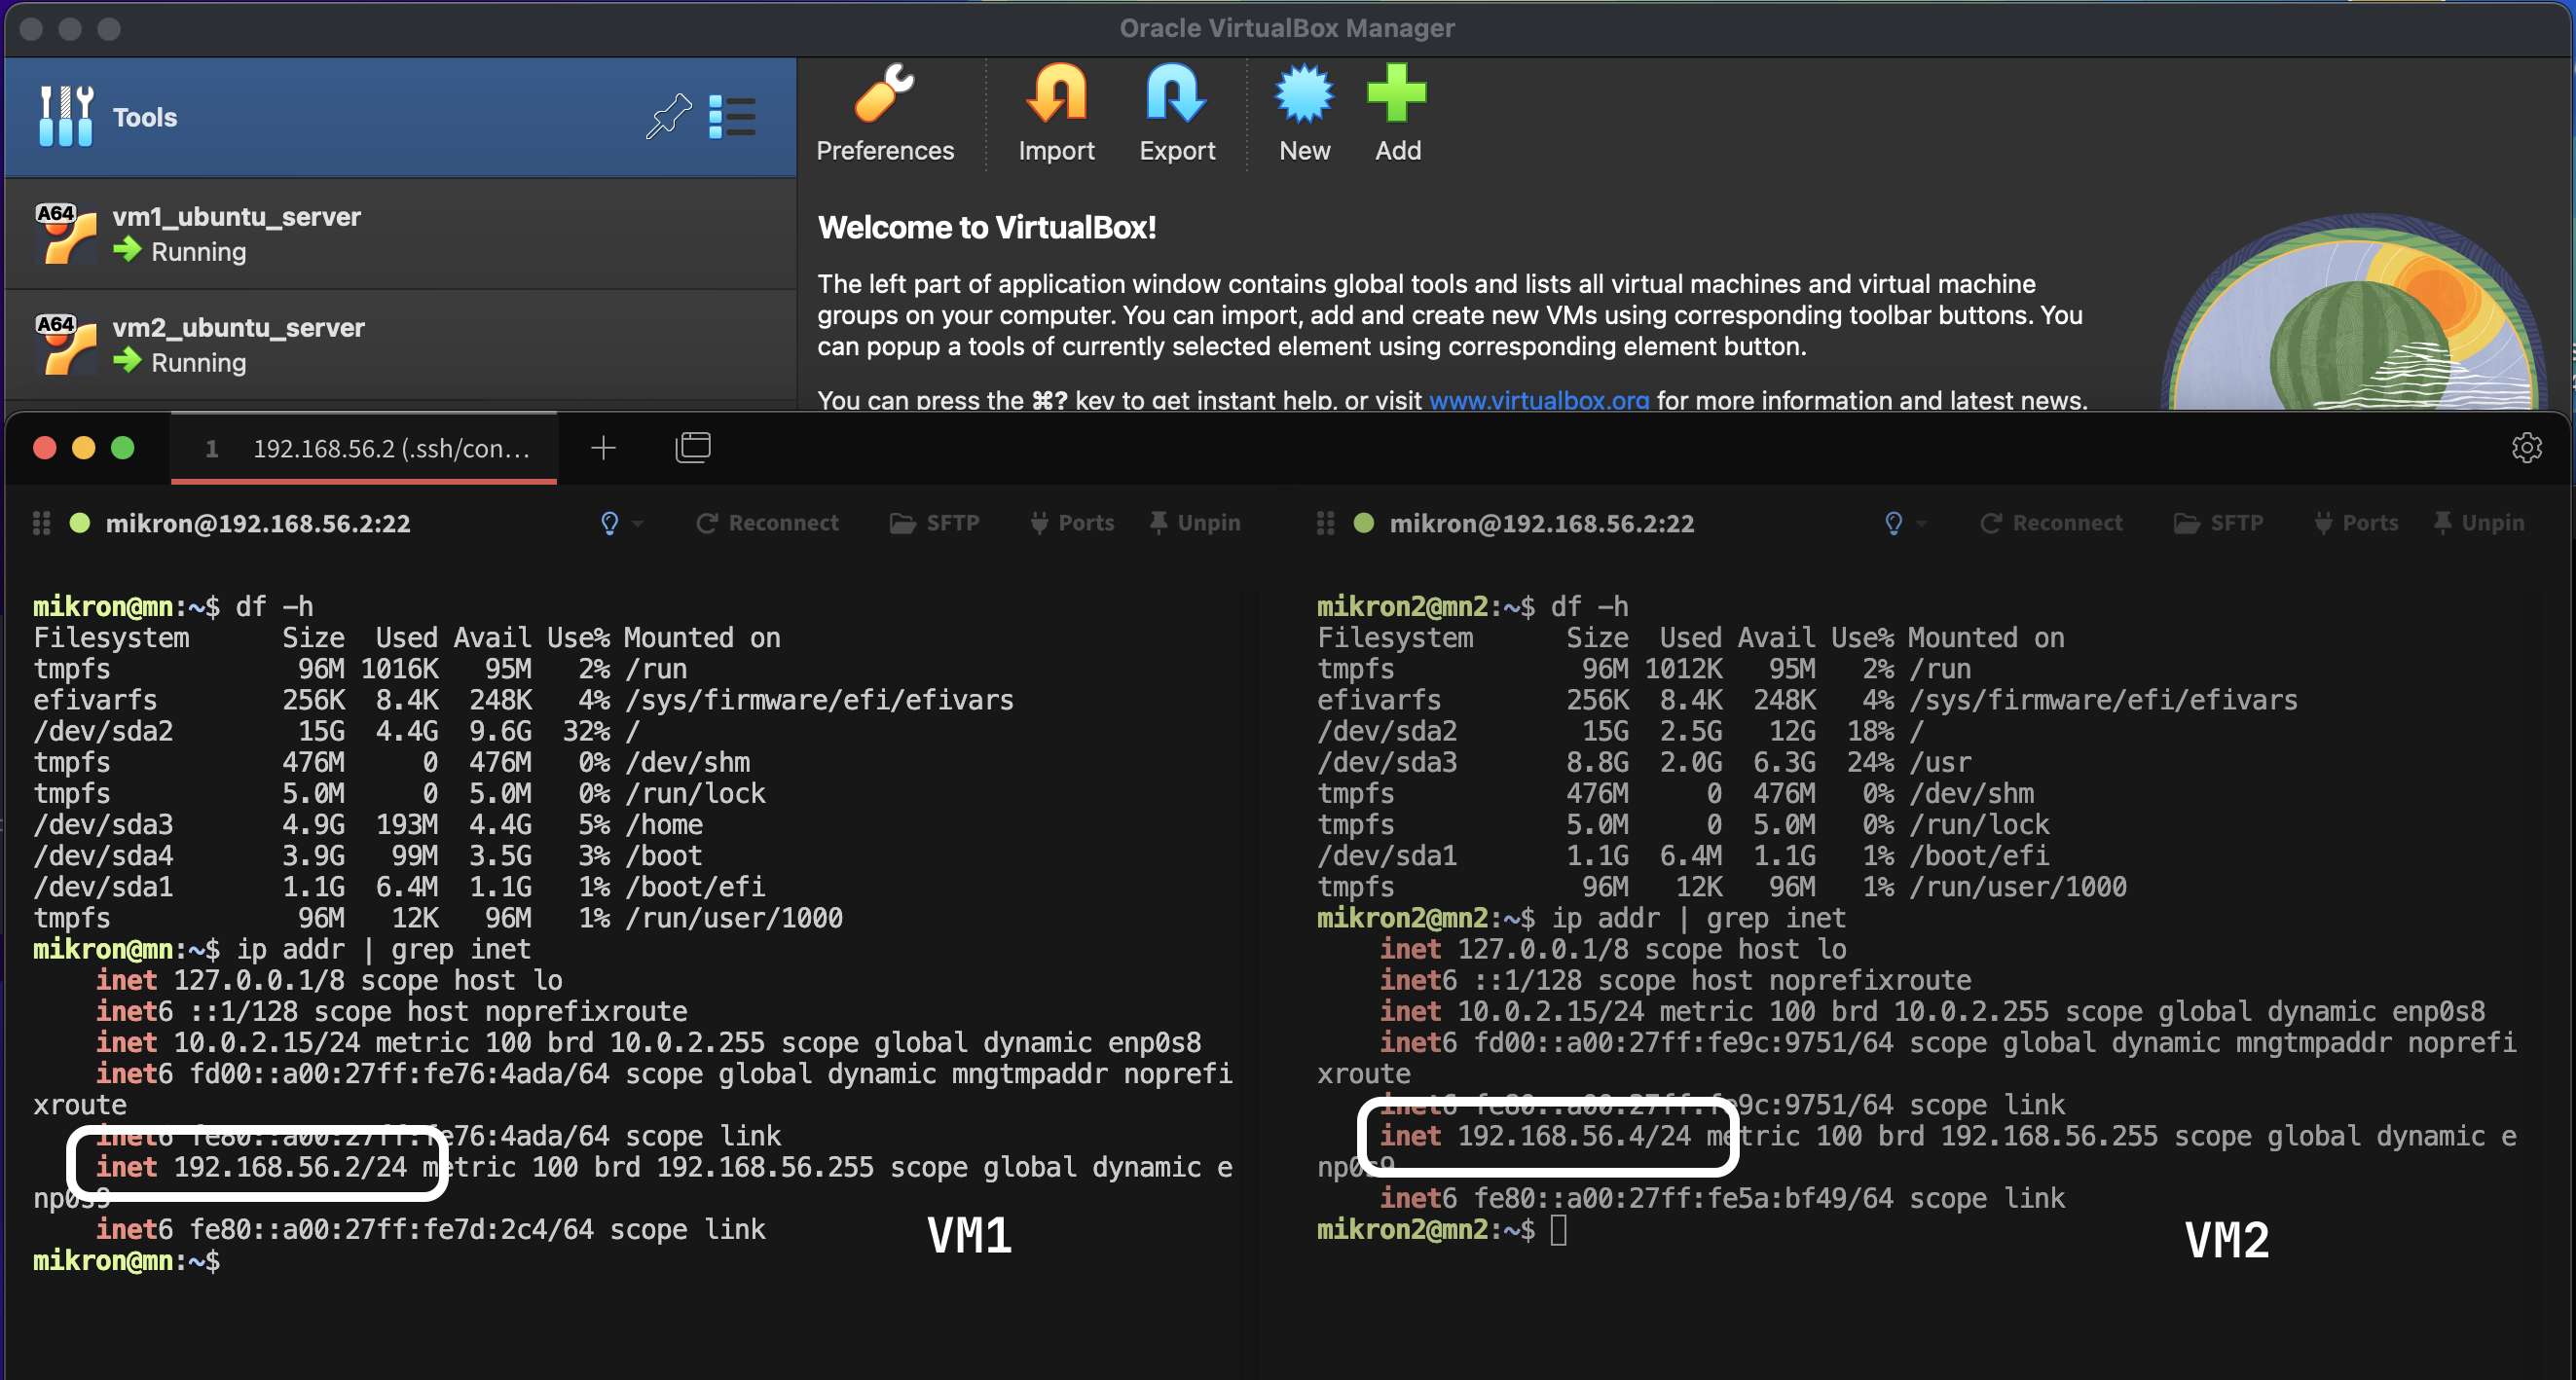 Oracle VirtualBox Manager
Tools
Preferences
Import
Export
New
Add
A64
vm1_ubuntu_server
Running
A64
vm2_ubuntu_server
Running
Welcome to VirtualBox!
The left part of application window contains global tools and lists all virtual machines and virtual machine
groups on your computer. You can import, add and create new VMs using corresponding toolbar buttons. You
can popup a tools of currently selected element using corresponding element button.
You can press the ⌘? key to get instant help, or visit www.virtualbox.org for more information and latest news.
1 192.168.56.2 (.ssh/con...
mikron@192.168.56.2:22
Reconnect
SFTP
Ports
Unpin
mikron@mn:~$ df -h
Filesystem      Size  Used Avail Use% Mounted on
tmpfs            96M 1016K   95M   2% /run
efivarfs        256K  8.4K  248K   4% /sys/firmware/efi/efivars
/dev/sda2        15G  4.4G  9.6G  32% /
tmpfs           476M     0  476M   0% /dev/shm
tmpfs           5.0M     0  5.0M   0% /run/lock
/dev/sda3       4.9G  193M  4.4G   5% /home
/dev/sda4       3.9G   99M  3.5G   3% /boot
/dev/sda1       1.1G  6.4M  1.1G   1% /boot/efi
tmpfs            96M   12K   96M   1% /run/user/1000
mikron@mn:~$ ip addr | grep inet
inet 127.0.0.1/8 scope host lo
inet6 ::1/128 scope host noprefixroute
inet 10.0.2.15/24 metric 100 brd 10.0.2.255 scope global dynamic enp0s8
inet6 fd00::a00:27ff:fe76:4ada/64 scope global dynamic mngtmpaddr noprefi
xroute
inet6 fe80::a00:27ff:fe76:4ada/64 scope link
inet 192.168.56.2/24 metric 100 brd 192.168.56.255 scope global dynamic e
np0s9
inet6 fe80::a00:27ff:fe7d:2c4/64 scope link
mikron@mn:~$
VM1
mikron@192.168.56.2:22
Reconnect
SFTP
Ports
Unpin
mikron2@mn2:~$ df -h
Filesystem      Size  Used Avail Use% Mounted on
tmpfs            96M 1012K   95M   2% /run
efivarfs        256K  8.4K  248K   4% /sys/firmware/efi/efivars
/dev/sda2        15G  2.5G   12G  18% /
/dev/sda3       8.8G  2.0G  6.3G  24% /usr
tmpfs           476M     0  476M   0% /dev/shm
tmpfs           5.0M     0  5.0M   0% /run/lock
/dev/sda1       1.1G  6.4M  1.1G   1% /boot/efi
tmpfs            96M   12K   96M   1% /run/user/1000
mikron2@mn2:~$ ip addr | grep inet
inet 127.0.0.1/8 scope host lo
inet6 ::1/128 scope host noprefixroute
inet 10.0.2.15/24 metric 100 brd 10.0.2.255 scope global dynamic enp0s8
inet6 fd00::a00:27ff:fe9c:9751/64 scope global dynamic mngtmpaddr noprefi
xroute
inet6 fe80::a00:27ff:fe9c:9751/64 scope link
inet 192.168.56.4/24 metric 100 brd 192.168.56.255 scope global dynamic e
np0s9
inet6 fe80::a00:27ff:fe5a:bf49/64 scope link
mikron2@mn2:~$
VM2